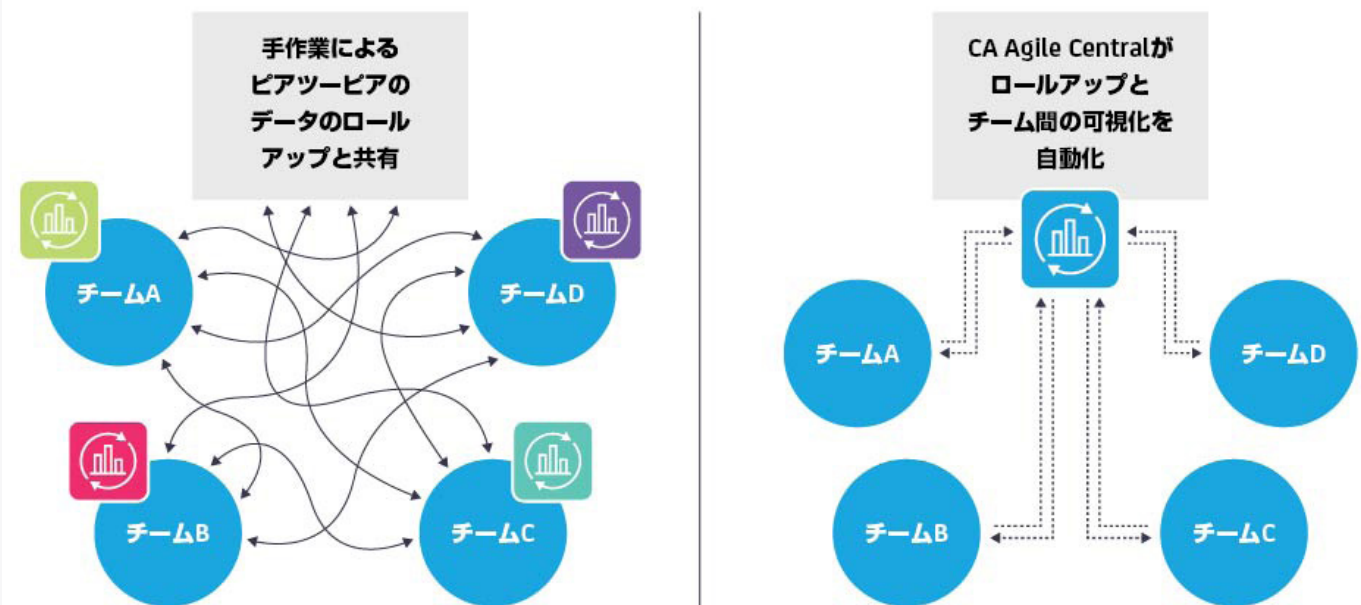 手作業による
ピアツーピアの
データのロール
アップと共有
チームA
チームD
チームB
チームC
CA Agile Centralが
ロールアップと
チーム間の可視化を
自動化
チームA
チームD
チームB
チームC